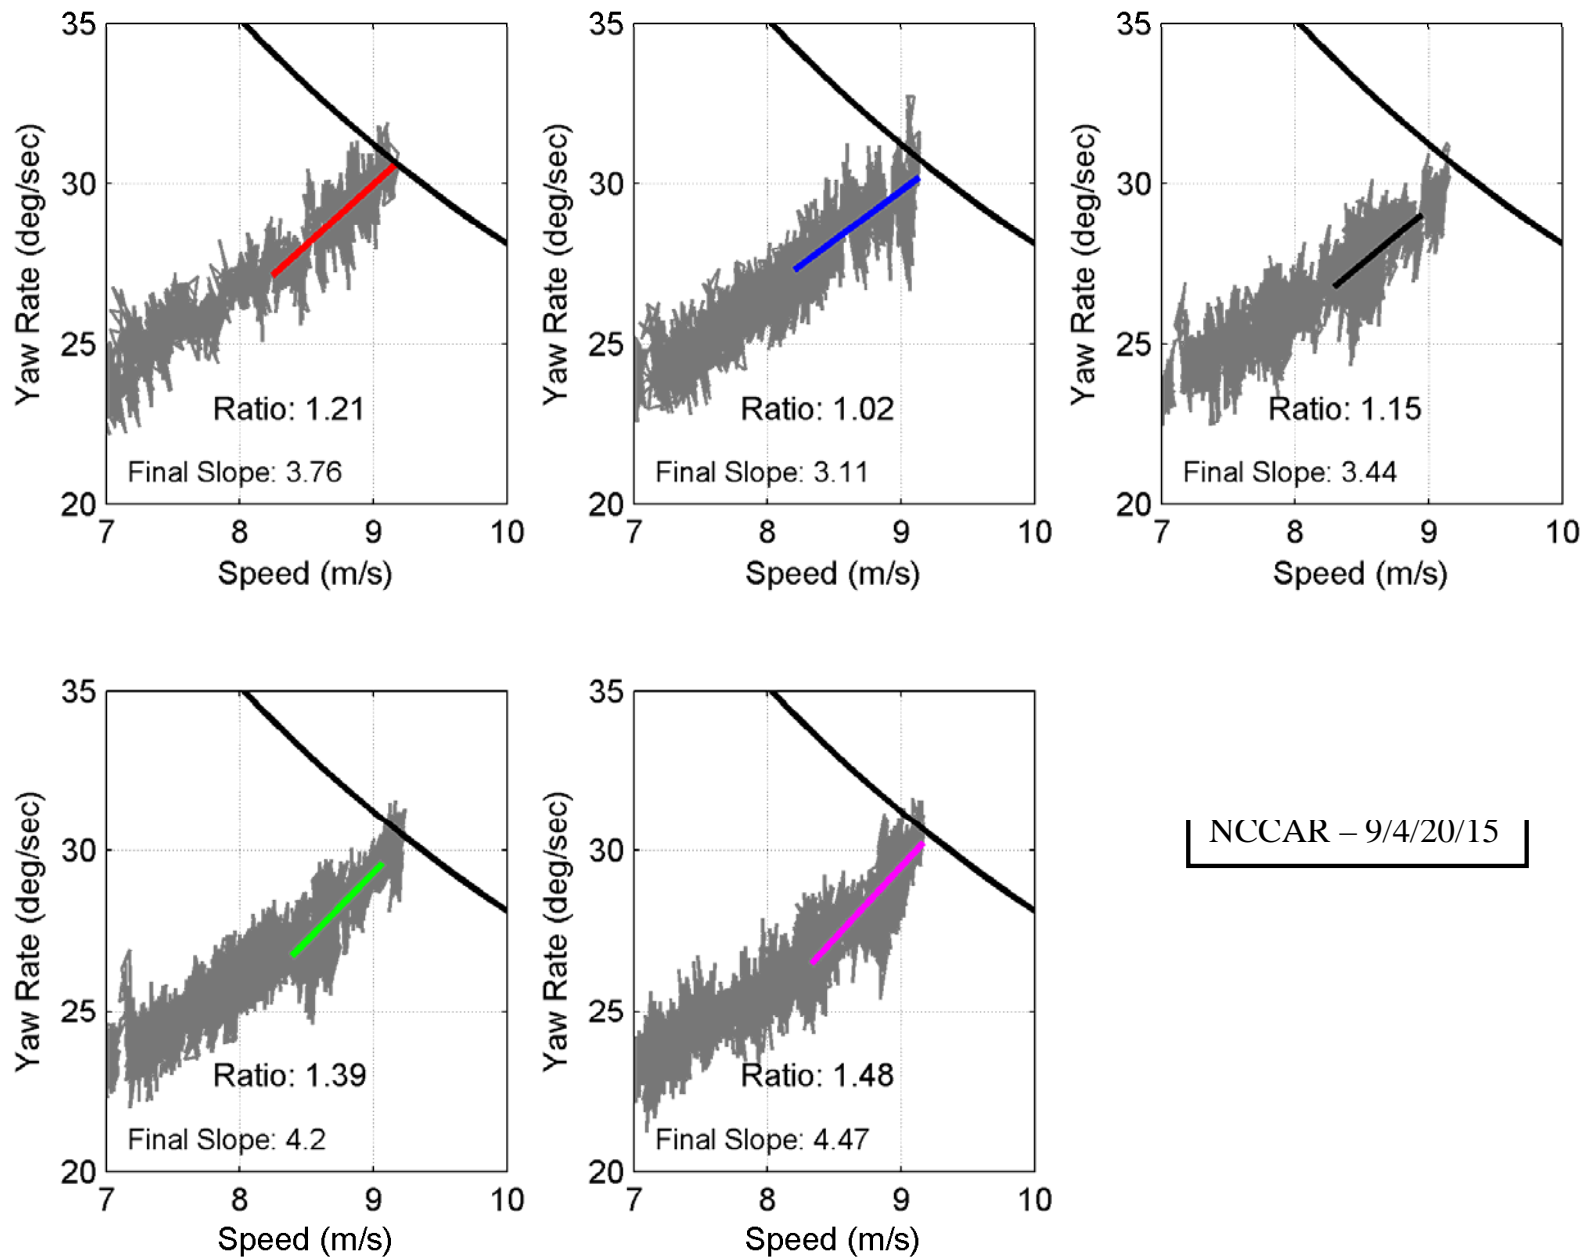 35
30
25
20
Yaw Rate (deg/sec)
Ratio: 1.21
Final Slope: 3.76
7 8 9 10
Speed (m/s)
35
30
25
20
Yaw Rate (deg/sec)
Ratio: 1.02
Final Slope: 3.11
7 8 9 10
Speed (m/s)
35
30
25
20
Yaw Rate (deg/sec)
Ratio: 1.15
Final Slope: 3.44
7 8 9 10
Speed (m/s)
35
30
25
20
Yaw Rate (deg/sec)
Ratio: 1.39
Final Slope: 4.2
7 8 9 10
Speed (m/s)
35
30
25
20
Yaw Rate (deg/sec)
Ratio: 1.48
Final Slope: 4.47
7 8 9 10
Speed (m/s)
NCCAR – 9/4/20/15